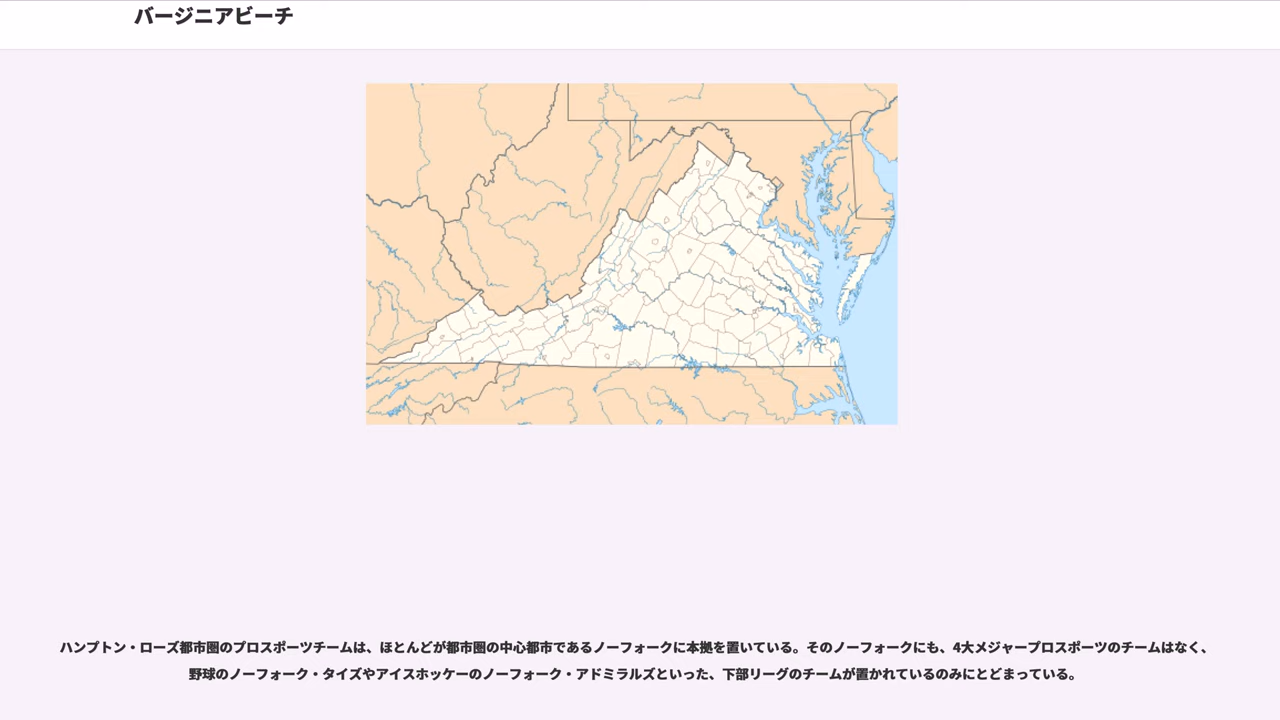 バージニアビーチ
ハンプトン・ローズ都市圏のプロスポーツチームは、ほとんどが都市圏の中心都市であるノーフォークに本拠を置いている。そのノーフォークにも、4大メジャープロスポーツのチームはなく、
野球のノーフォーク・タイズやアイスホッケーのノーフォーク・アドミラルズといった、下部リーグのチームが置かれているのみにとどまっている。